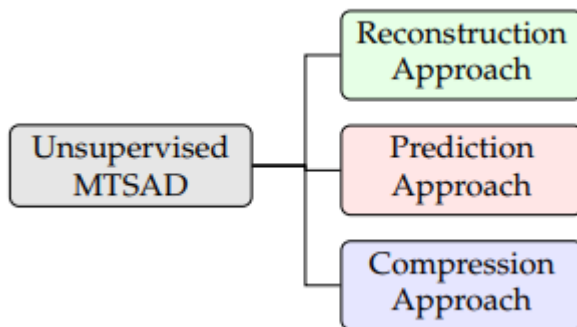 Unsupervised
MTSAD
Reconstruction
Approach
Prediction
Approach
Compression
Approach